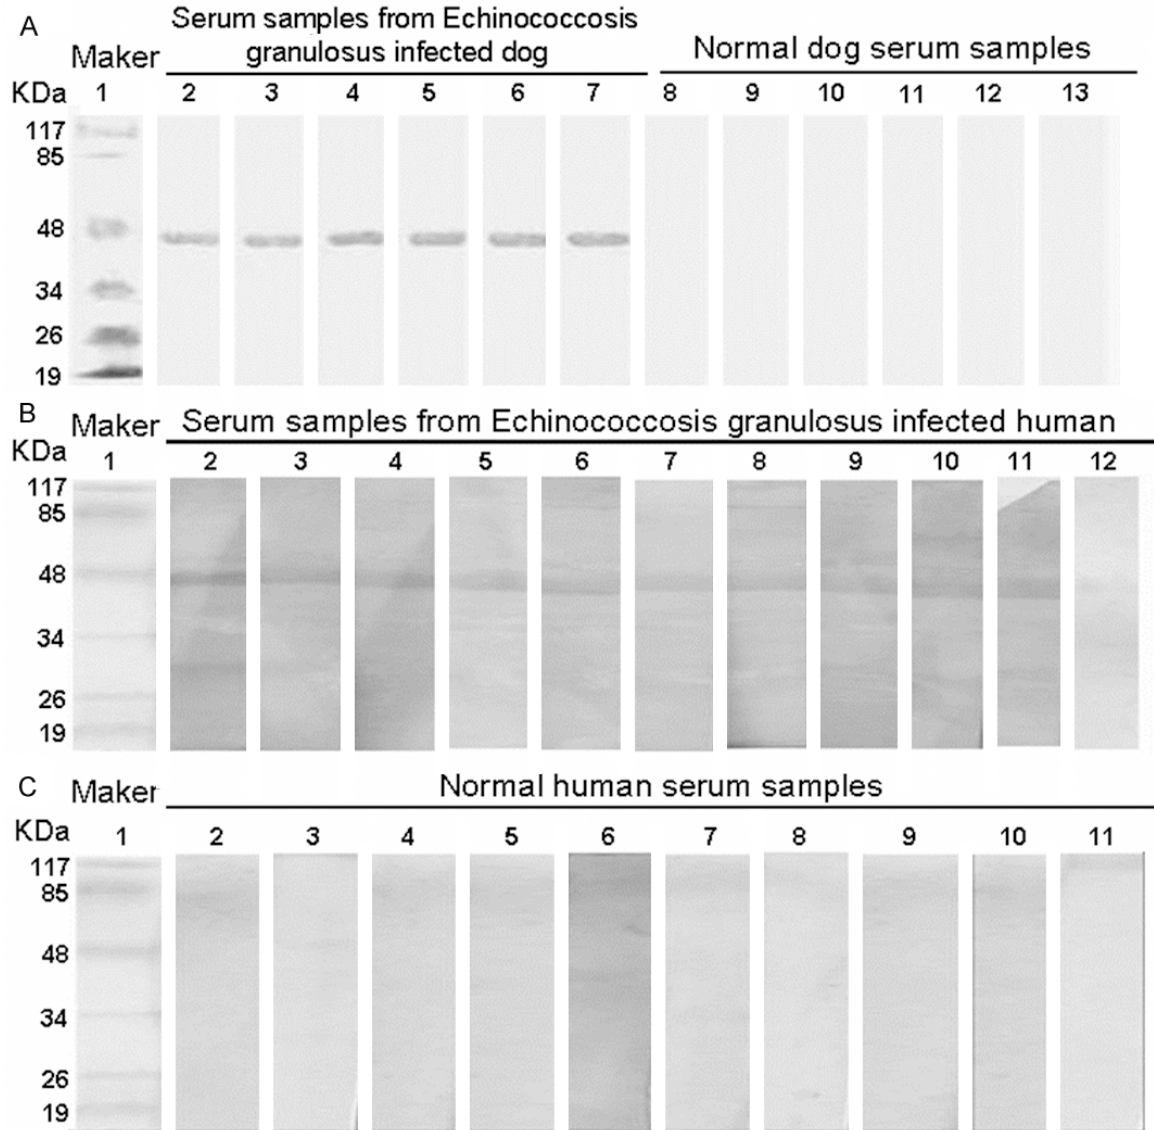 A
Serum samples from Echinococcosis
granulosus infected dog
Normal dog serum samples
Maker
KDa 1 2 3 4 5 6 7 8 9 10 11 12 13
117
85
48
34
26
19
B
Maker Serum samples from Echinococcosis granulosus infected human
KDa 1 2 3 4 5 6 7 8 9 10 11 12
117
85
48
34
26
19
C
Maker Normal human serum samples
KDa 1 2 3 4 5 6 7 8 9 10 11
117
85
48
34
26
19